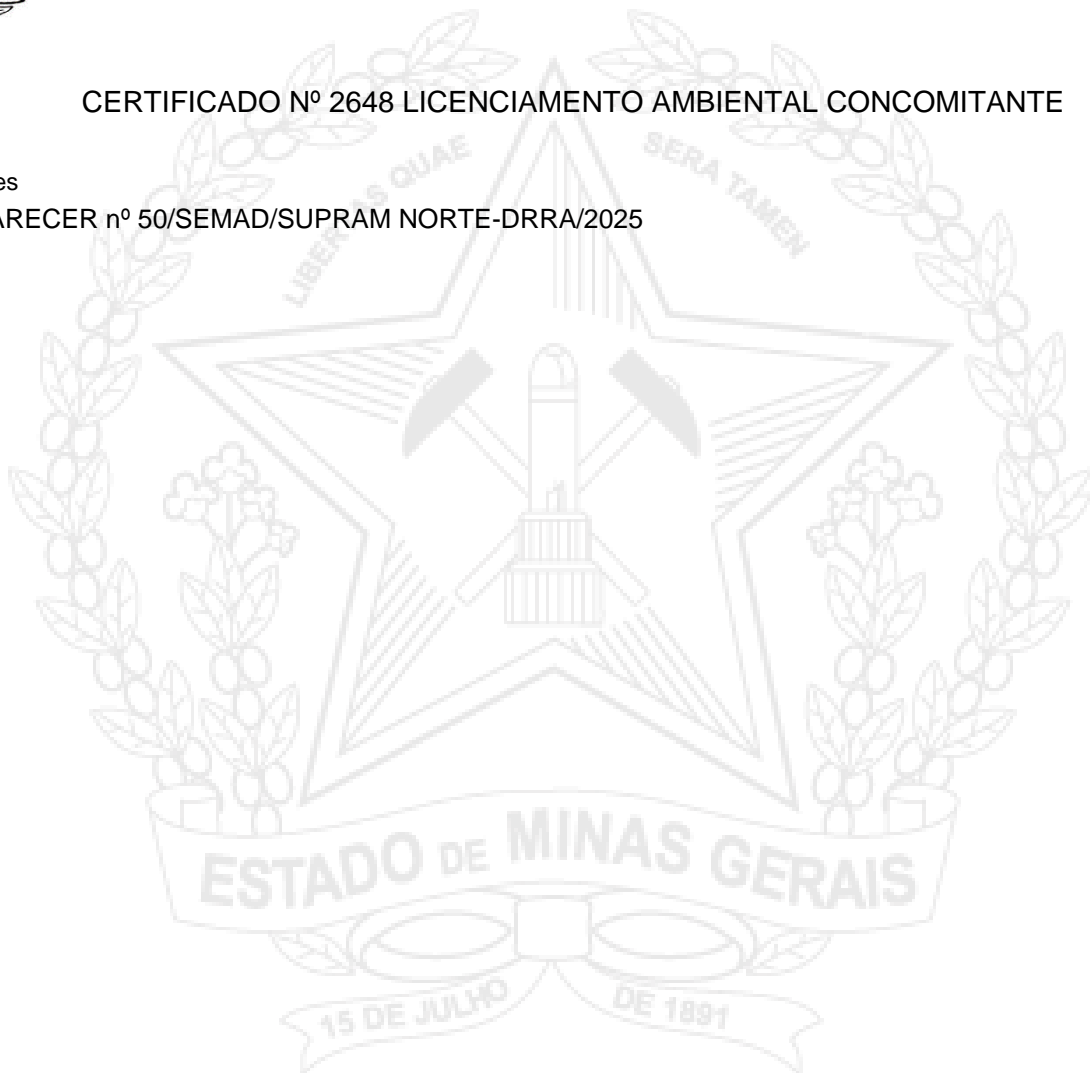 CERTIFICADO Nº 2648 LICENCIAMENTO AMBIENTAL CONCOMITANTE
es
ARECER nº 50/SEMAD/SUPRAM NORTE-DRRA/2025
LIBERTAS QUAE SERA TAMEN
ESTADO DE MINAS GERAIS
15 DE JULHO DE 1891